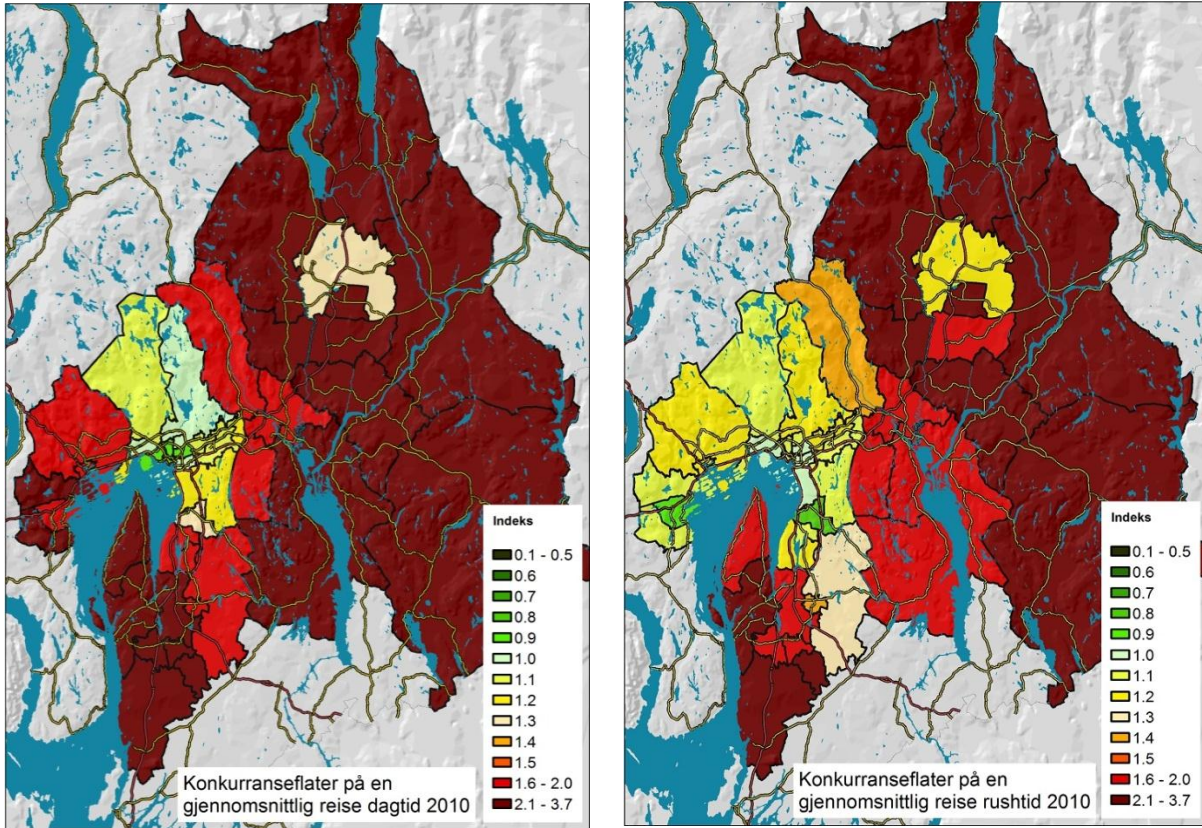 Indeks
0.1 - 0.5
0.6
0.7
0.8
0.9
1.0
1.1
1.2
1.3
1.4
1.5
1.6 - 2.0
2.1 - 3.7
Konkurranseflater på en
gjennomsnittlig reise dagtid 2010
Indeks
0.1 - 0.5
0.6
0.7
0.8
0.9
1.0
1.1
1.2
1.3
1.4
1.5
1.6 - 2.0
2.1 - 3.7
Konkurranseflater på en
gjennomsnittlig reise rushtid 2010